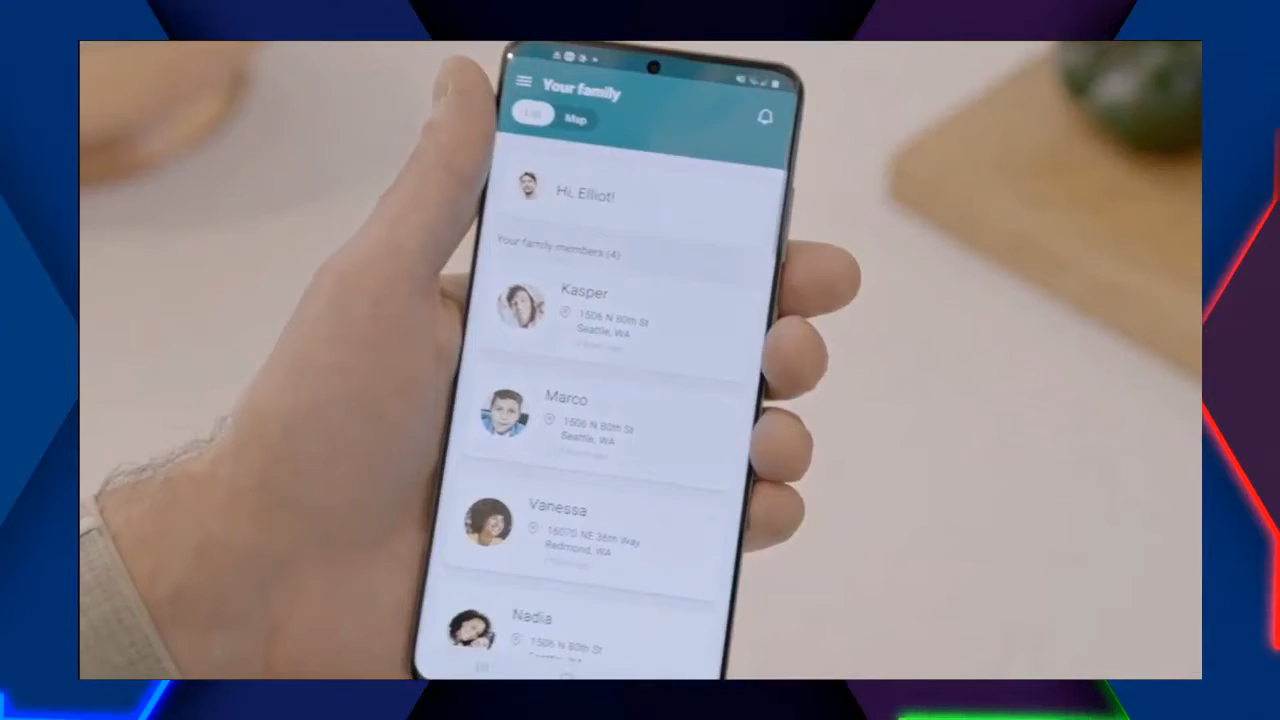 Your family
Map
Hi, Elliot!
Your family members (4)
Kasper
1506 N 80th St
Seattle, WA
Marco
1506 N 80th St
Seattle, WA
Vanessa
16070 NE 36th Way
Redmond, WA
Nadia
1506 N 80th St